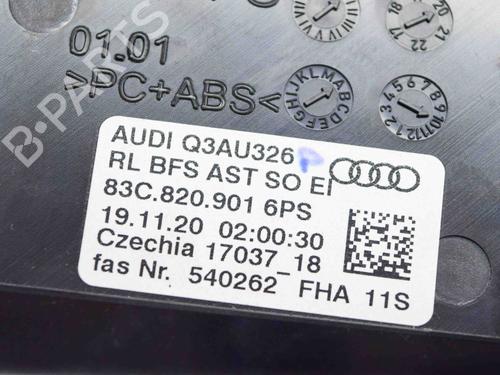 01.01
>PC+ABS<
B-PARTS
AUDI Q3AU326
RL BFS AST SO EI
83C.820.901 6PS
19.11.20 02:00:30
Czechia 17037_18
fas Nr. 540262 FHA 11S